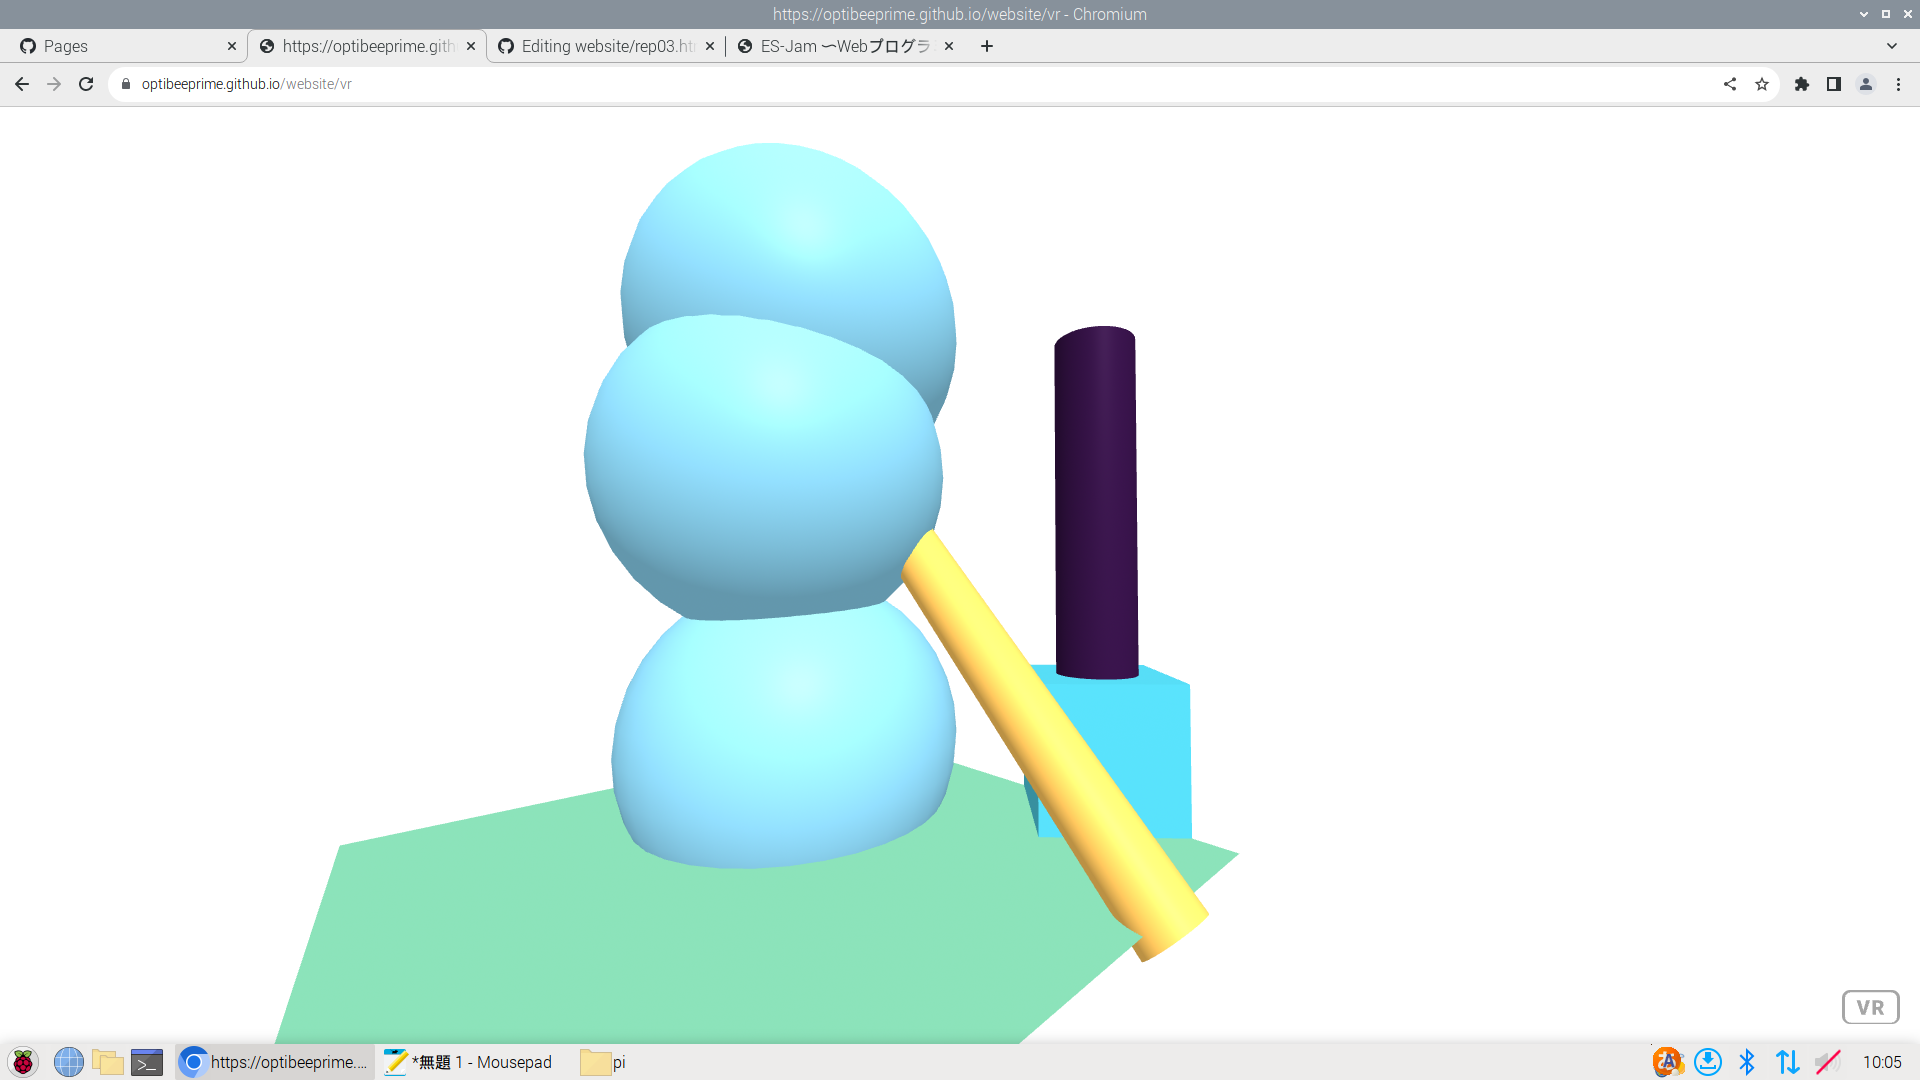 https://optibeeprime.github.io/website/vr - Chromium
Pages
https://optibeeprime.gith
Editing website/rep03.ht
ES-Jam 〜Webプログラ
optibeeprime.github.io/website/vr
VR
https://optibeeprime....
*無題 1 - Mousepad
pi
A
10:05